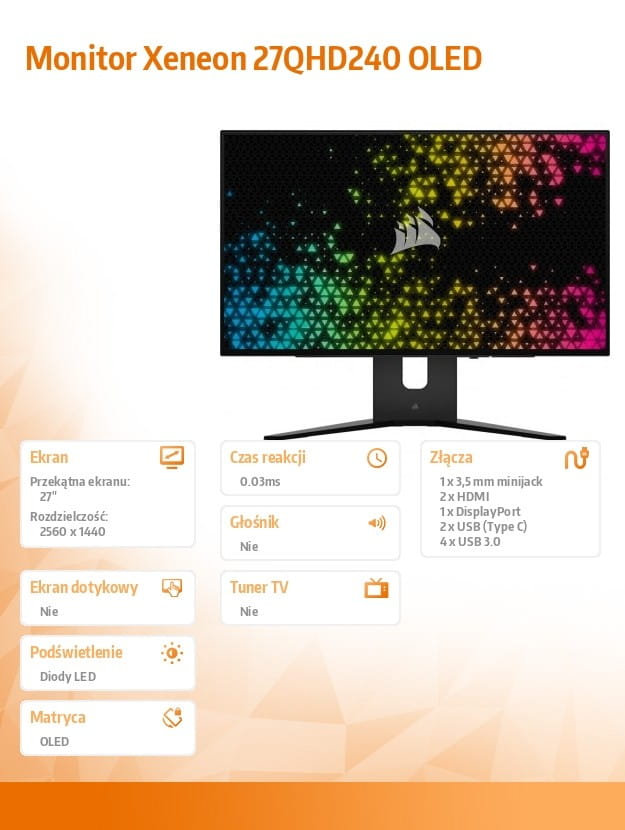 Monitor Xeneon 27QHD240 OLED
Ekran
Przekątna ekranu:
27"
Rozdzielczość:
2560 x 1440
Czas reakcji
0.03ms
Głośnik
Nie
Złącza
1 x 3,5 mm minijack
2 x HDMI
1 x DisplayPort
2 x USB (Type C)
4 x USB 3.0
Ekran dotykowy
Nie
Tuner TV
Nie
Podświetlenie
Diody LED
Matryca
OLED